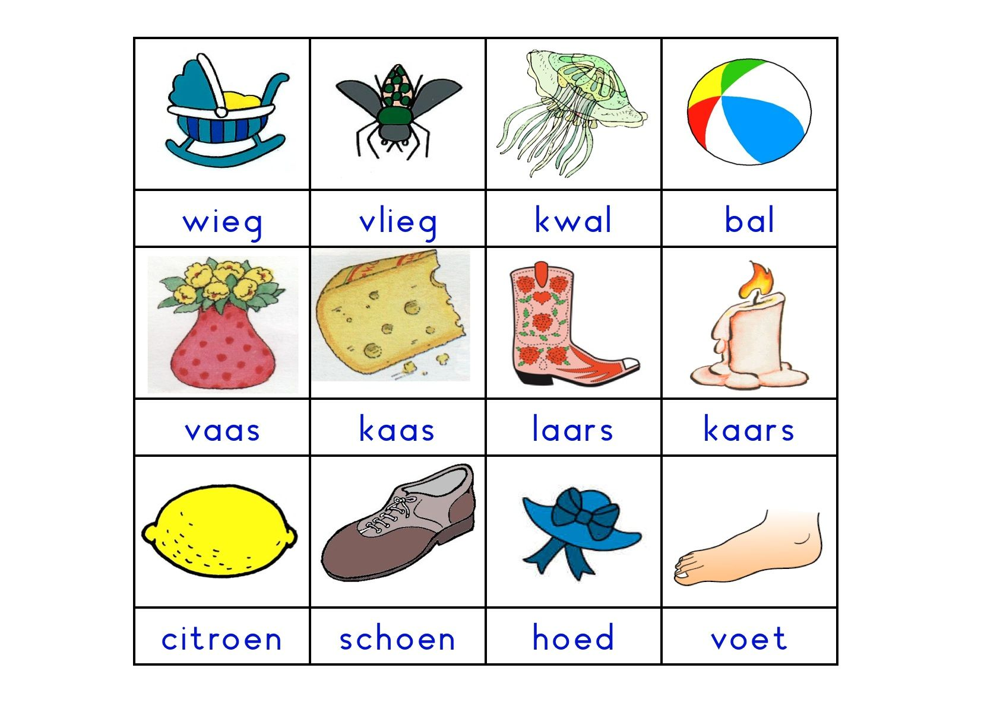 wieg vlieg kwal bal
vaas kaas laars kaars
citroen schoen hoed voet